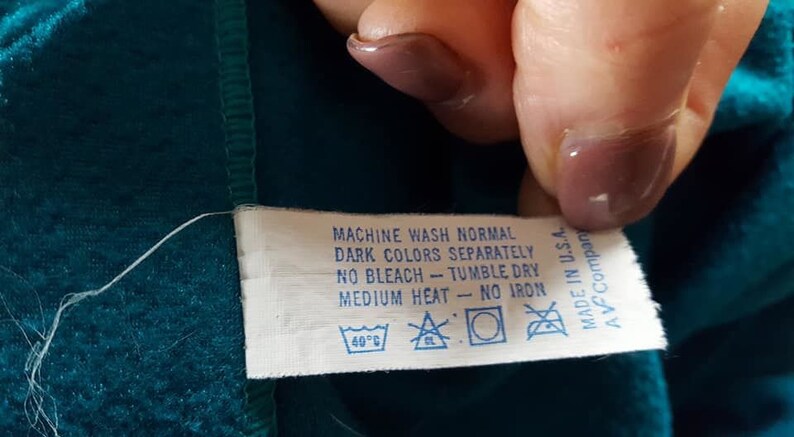 MACHINE WASH NORMAL
DARK COLORS SEPARATELY
NO BLEACH — TUMBLE DRY
MEDIUM HEAT — NO IRON
40°C
CL
MADE IN U.S.A.
A VF Company